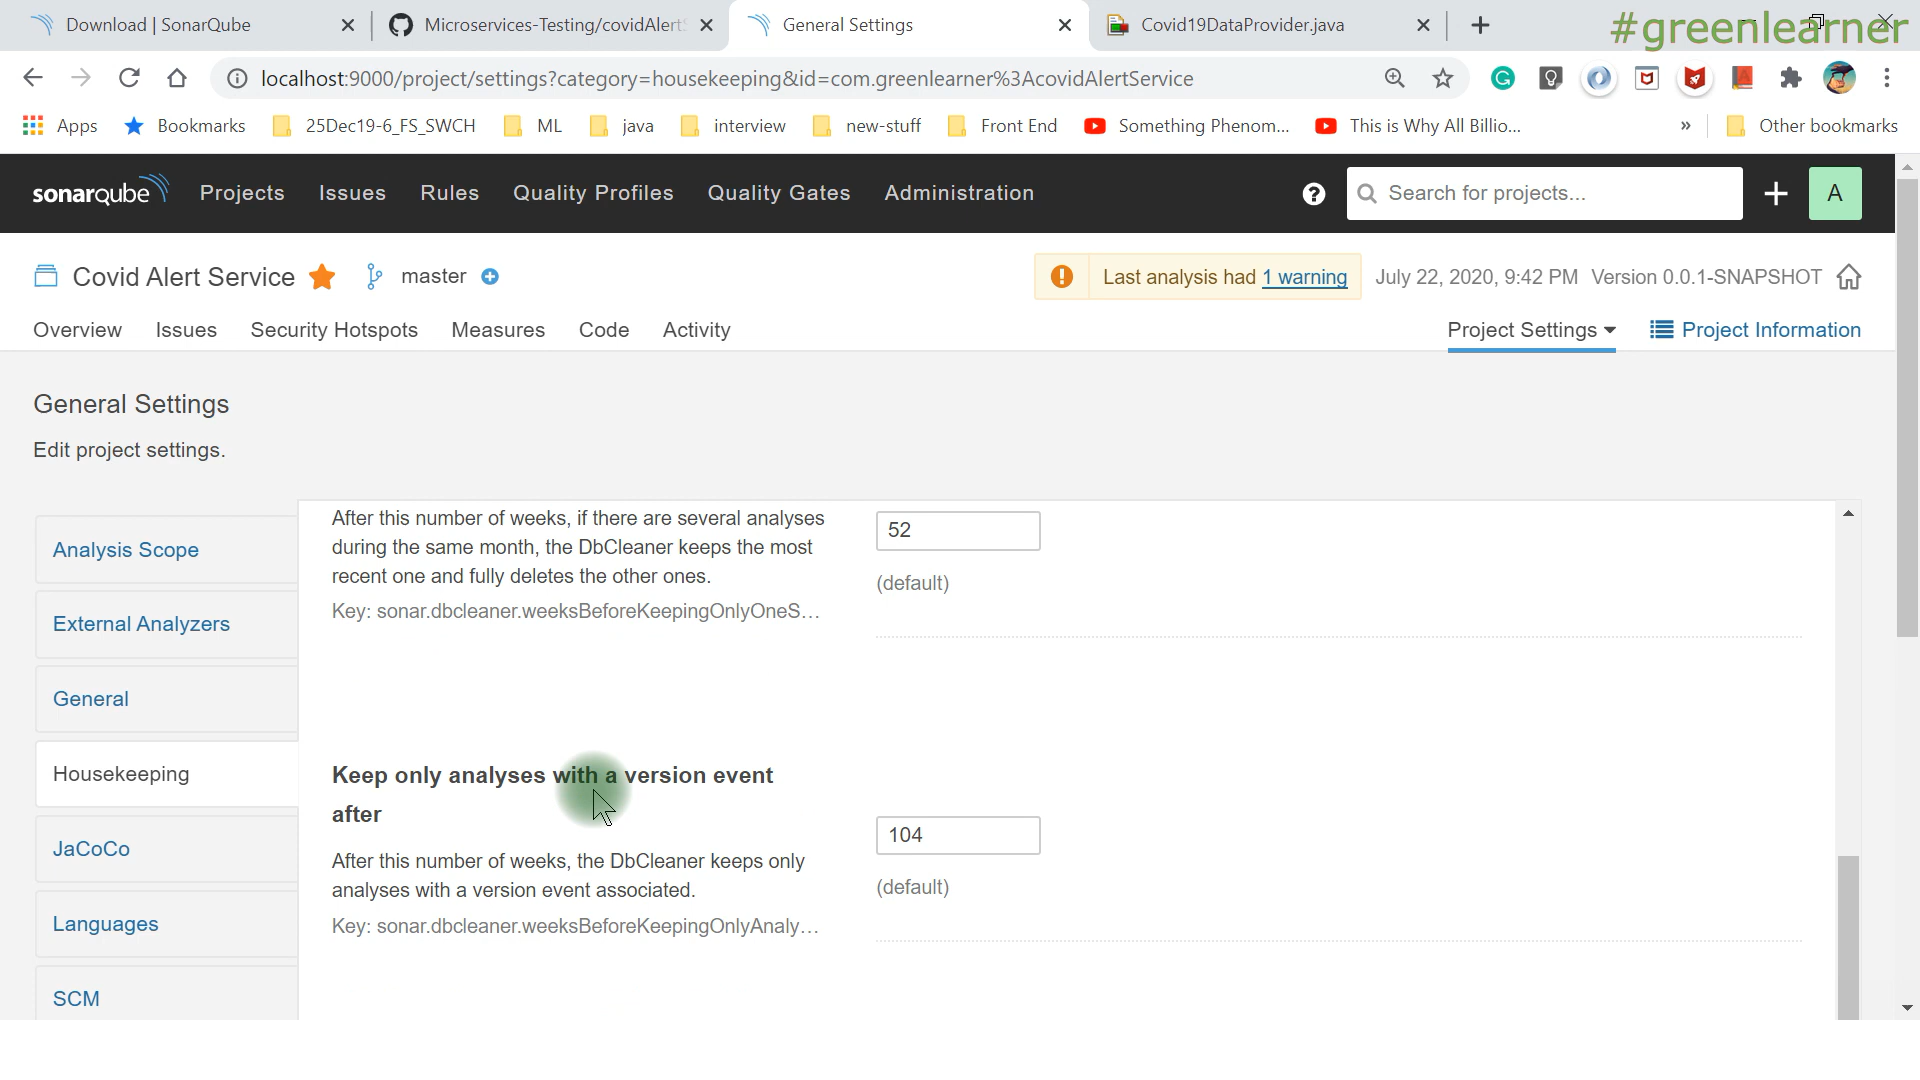 Download | SonarQube
Microservices-Testing/covidAlertS
General Settings
Covid19DataProvider.java
#greenlearner
localhost:9000/project/settings?category=housekeeping&id=com.greenlearner%3AcovidAlertService
Apps
Bookmarks
25Dec19-6_FS_SWCH
ML
java
interview
new-stuff
Front End
Something Phenom...
This is Why All Billio...
»
Other bookmarks
sonarqube
Projects
Issues
Rules
Quality Profiles
Quality Gates
Administration
Search for projects...
A
Covid Alert Service
master
Last analysis had 1 warning
July 22, 2020, 9:42 PM
Version 0.0.1-SNAPSHOT
Overview
Issues
Security Hotspots
Measures
Code
Activity
Project Settings
Project Information
General Settings
Edit project settings.
Analysis Scope
External Analyzers
General
Housekeeping
JaCoCo
Languages
SCM
After this number of weeks, if there are several analyses
during the same month, the DbCleaner keeps the most
recent one and fully deletes the other ones.
Key: sonar.dbcleaner.weeksBeforeKeepingOnlyOneS...
52
(default)
Keep only analyses with a version event
after
After this number of weeks, the DbCleaner keeps only
analyses with a version event associated.
Key: sonar.dbcleaner.weeksBeforeKeepingOnlyAnaly...
104
(default)